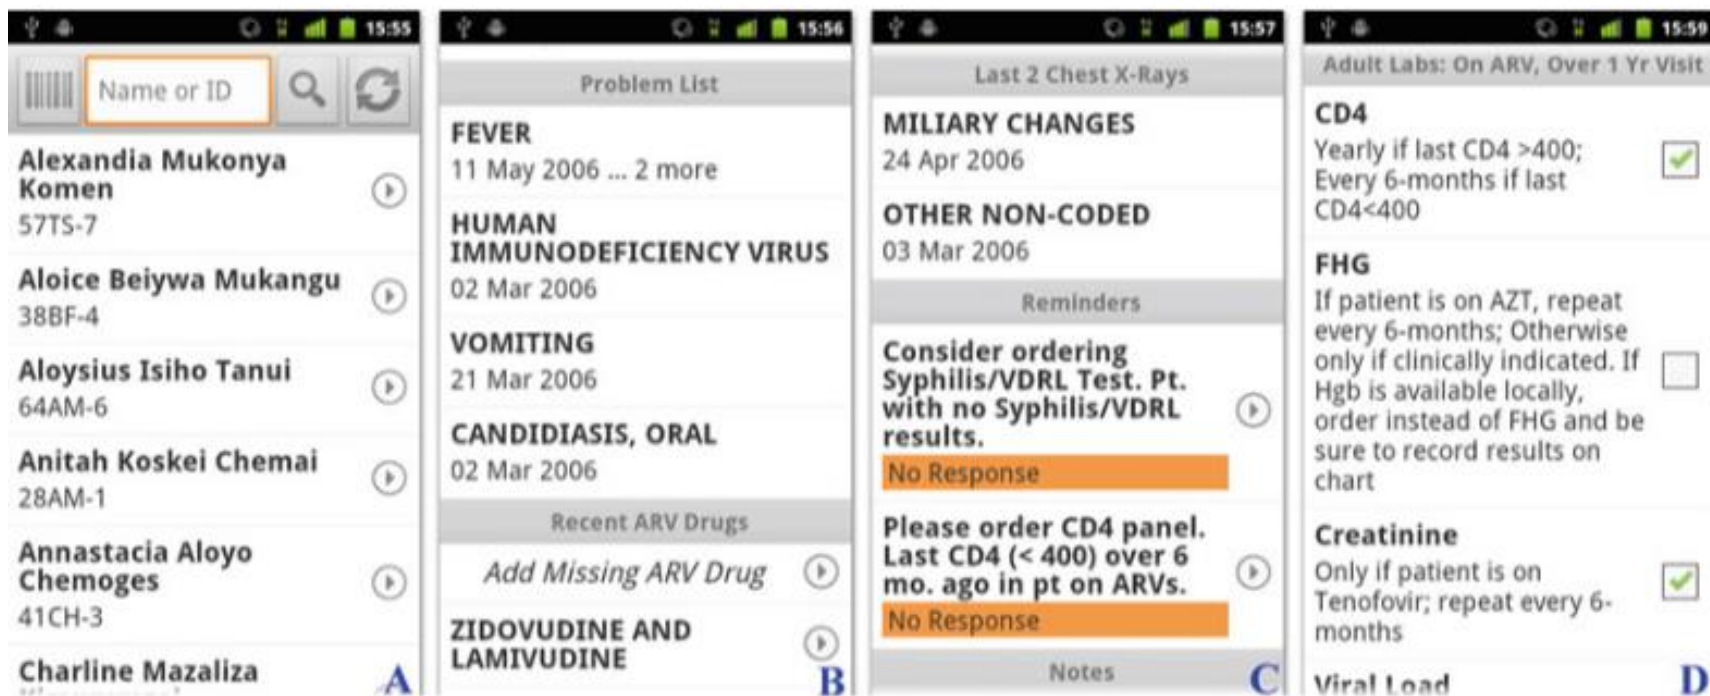 15:55
Name or ID
Alexandia Mukonya
Komen
57TS-7
Aloice Beiywa Mukangu
38BF-4
Aloysius Isiho Tanui
64AM-6
Anitah Koskei Chemai
28AM-1
Annastacia Aloyo
Chemoges
41CH-3
Charline Mazaliza
A
15:56
Problem List
FEVER
11 May 2006 ... 2 more
HUMAN
IMMUNODEFICIENCY VIRUS
02 Mar 2006
VOMITING
21 Mar 2006
CANDIDIASIS, ORAL
02 Mar 2006
Recent ARV Drugs
Add Missing ARV Drug
ZIDOVUDINE AND
LAMIVUDINE
B
15:57
Last 2 Chest X-Rays
MILIARY CHANGES
24 Apr 2006
OTHER NON-CODED
03 Mar 2006
Reminders
Consider ordering
Syphilis/VDRL Test. Pt.
with no Syphilis/VDRL
results.
No Response
Please order CD4 panel.
Last CD4 (< 400) over 6
mo. ago in pt on ARVs.
No Response
Notes
C
15:59
Adult Labs: On ARV, Over 1 Yr Visit
CD4
Yearly if last CD4 >400;
Every 6-months if last
CD4<400
FHG
If patient is on AZT, repeat
every 6-months; Otherwise
only if clinically indicated. If
Hgb is available locally,
order instead of FHG and be
sure to record results on
chart
Creatinine
Only if patient is on
Tenofovir; repeat every 6-
months
Viral Load
D